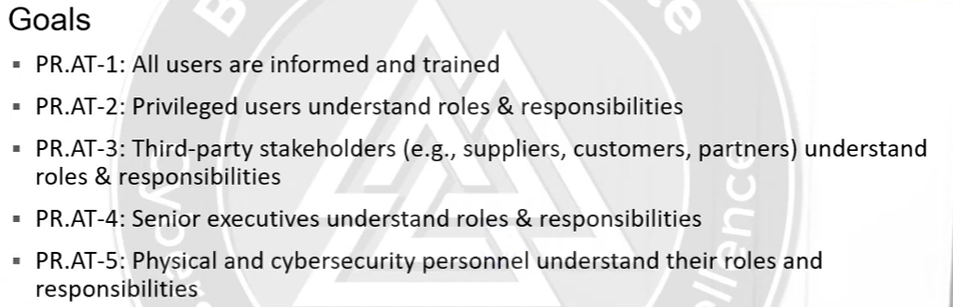 Goals
▪ PR.AT-1: All users are informed and trained
▪ PR.AT-2: Privileged users understand roles & responsibilities
▪ PR.AT-3: Third-party stakeholders (e.g., suppliers, customers, partners) understand
roles & responsibilities
▪ PR.AT-4: Senior executives understand roles & responsibilities
▪ PR.AT-5: Physical and cybersecurity personnel understand their roles and
responsibilities